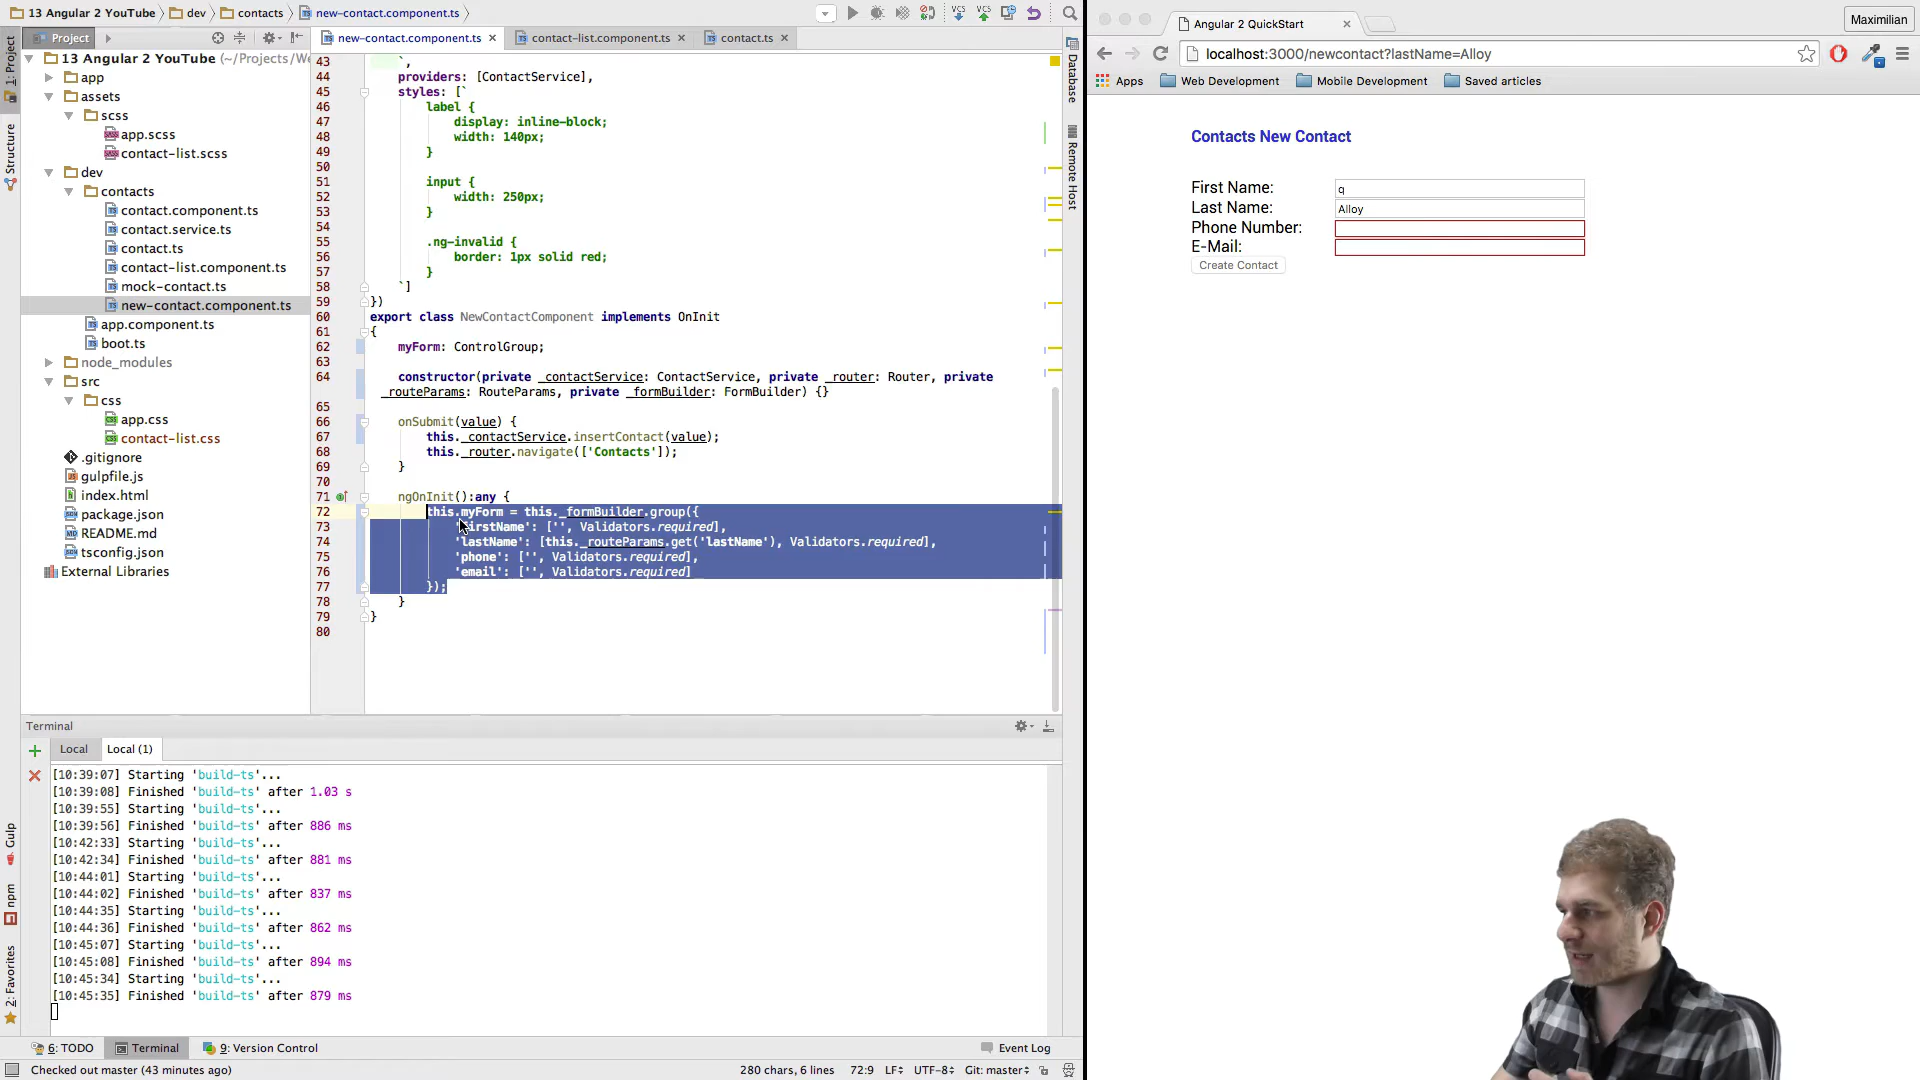 13 Angular 2 YouTube
dev
contacts
new-contact.component.ts
Project
new-contact.component.ts
contact-list.component.ts
contact.ts
13 Angular 2 YouTube (~/Projects/We
app
assets
scss
app.scss
contact-list.scss
dev
contacts
contact.component.ts
contact.service.ts
contact.ts
contact-list.component.ts
mock-contact.ts
new-contact.component.ts
app.component.ts
boot.ts
node_modules
src
css
app.css
contact-list.css
.gitignore
gulpfile.js
index.html
package.json
README.md
tsconfig.json
External Libraries
1: Project
Structure
Gulp
npm
2: Favorites
Database
Remote Host
43 `,
44 providers: [ContactService],
45 styles: [`
46 label {
47 display: inline-block;
48 width: 140px;
49 }
50
51 input {
52 width: 250px;
53 }
54
55 .ng-invalid {
56 border: 1px solid red;
57 }
58 `]
59 })
60 export class NewContactComponent implements OnInit
61 {
62 myForm: ControlGroup;
63
64 constructor(private _contactService: ContactService, private _router: Router, private
_routeParams: RouteParams, private _formBuilder: FormBuilder) {}
65
66 onSubmit(value) {
67 this._contactService.insertContact(value);
68 this._router.navigate(['Contacts']);
69 }
70
71 ngOnInit():any {
72 this.myForm = this._formBuilder.group({
73 'firstName': ['', Validators.required],
74 'lastName': [this._routeParams.get('lastName'), Validators.required],
75 'phone': ['', Validators.required],
76 'email': ['', Validators.required]
77 });
78 }
79 }
80
Terminal
Local
Local (1)
[10:39:07] Starting 'build-ts'...
[10:39:08] Finished 'build-ts' after 1.03 s
[10:39:55] Starting 'build-ts'...
[10:39:56] Finished 'build-ts' after 886 ms
[10:42:33] Starting 'build-ts'...
[10:42:34] Finished 'build-ts' after 881 ms
[10:44:01] Starting 'build-ts'...
[10:44:02] Finished 'build-ts' after 837 ms
[10:44:35] Starting 'build-ts'...
[10:44:36] Finished 'build-ts' after 862 ms
[10:45:07] Starting 'build-ts'...
[10:45:08] Finished 'build-ts' after 894 ms
[10:45:34] Starting 'build-ts'...
[10:45:35] Finished 'build-ts' after 879 ms
6: TODO
Terminal
9: Version Control
Event Log
Checked out master (43 minutes ago)
280 chars, 6 lines
72:9
LF
UTF-8
Git: master
Angular 2 QuickStart
Maximilian
localhost:3000/newcontact?lastName=Alloy
Apps
Web Development
Mobile Development
Saved articles
Contacts New Contact
First Name: q
Last Name: Alloy
Phone Number:
E-Mail:
Create Contact